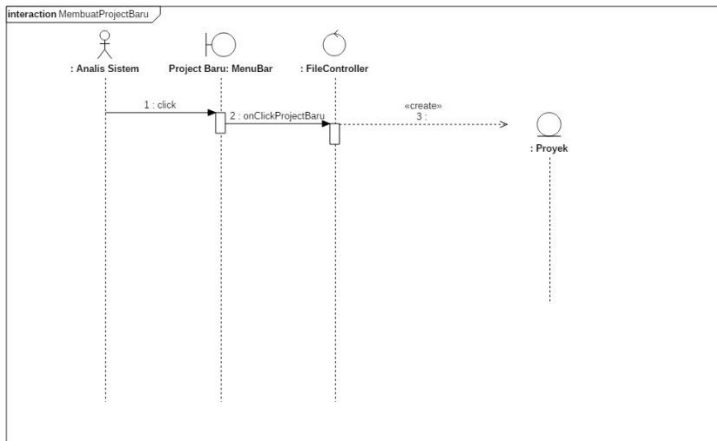 interaction MembuatProjectBaru
: Analis Sistem
Project Baru: MenuBar
: FileController
1 : click
2 : onClickProjectBaru
«create»
3 :
: Proyek